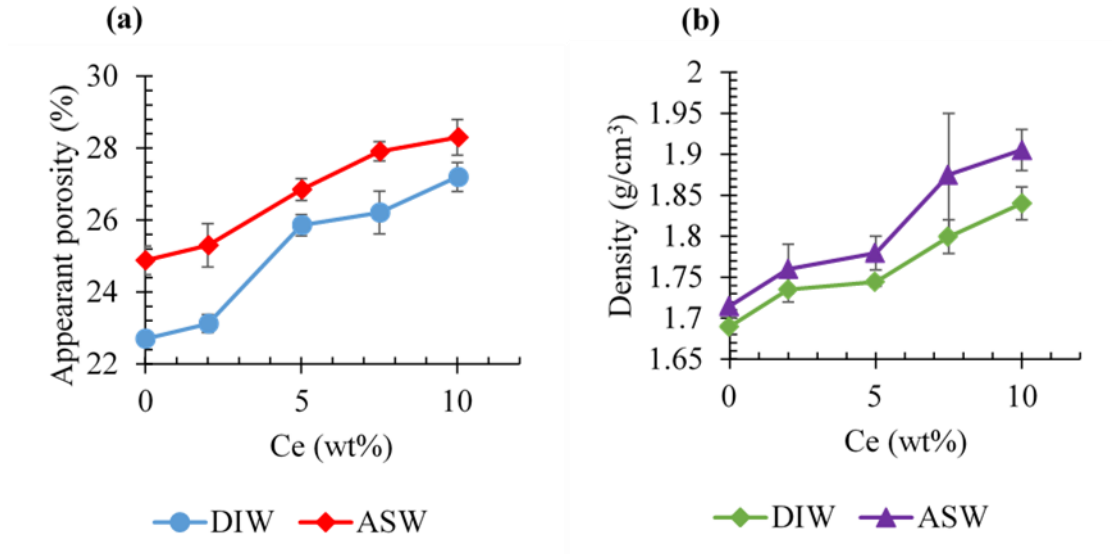 (a)
Appearant porosity (%)
30
28
26
24
22
0 5 10
Ce (wt%)
DIW ASW
(b)
Density (g/cm³)
2
1.95
1.9
1.85
1.8
1.75
1.7
1.65
0 5 10
Ce (wt%)
DIW ASW